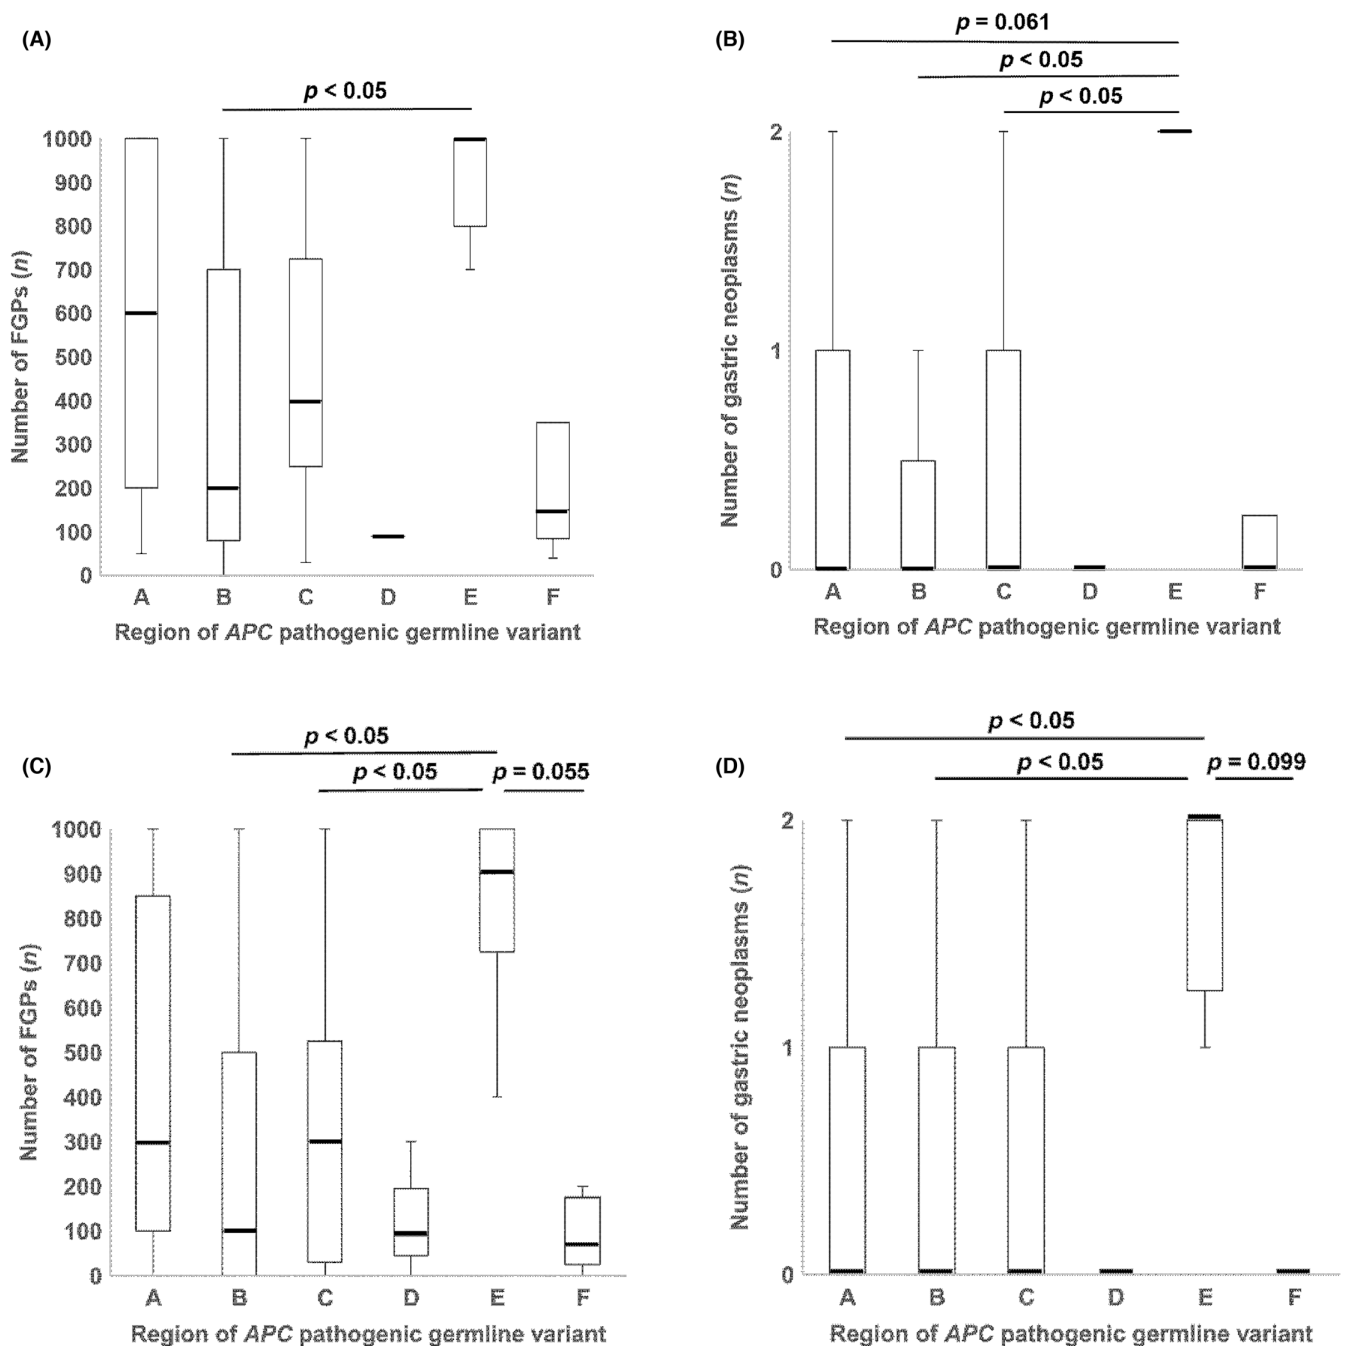 (A)
p < 0.05
1000
900
800
700
600
500
400
300
200
100
0
Number of FGPs (n)
A B C D E F
Region of APC pathogenic germline variant
(B)
p = 0.061
p < 0.05
p < 0.05
2
1
0
Number of gastric neoplasms (n)
A B C D E F
Region of APC pathogenic germline variant
(C)
p < 0.05
p < 0.05 p = 0.055
1000
900
800
700
600
500
400
300
200
100
0
Number of FGPs (n)
A B C D E F
Region of APC pathogenic germline variant
(D)
p < 0.05
p < 0.05 p = 0.099
2
1
0
Number of gastric neoplasms (n)
A B C D E F
Region of APC pathogenic germline variant